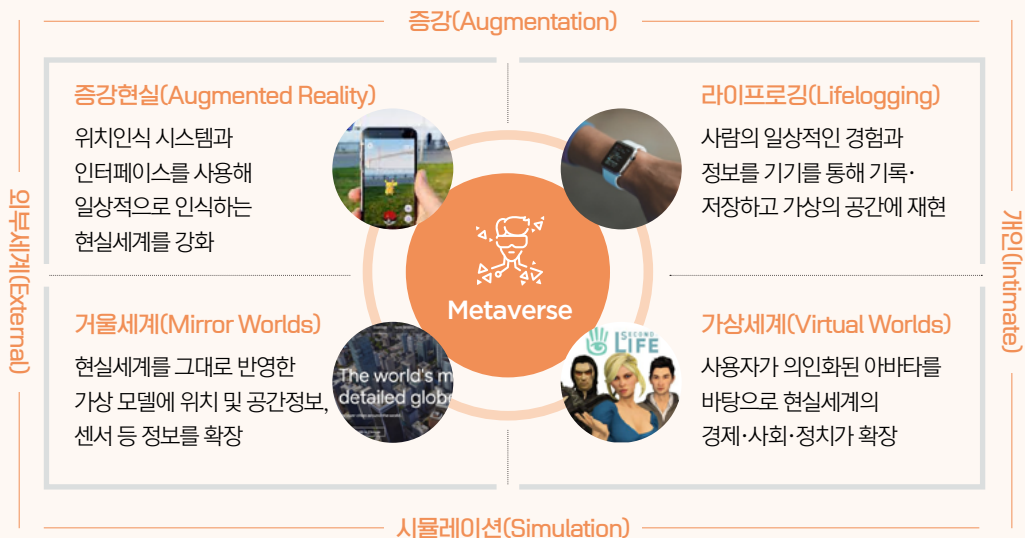 증강(Augmentation)
외부세계(External)
개인(Intimate)
증강현실(Augmented Reality)
위치인식 시스템과
인터페이스를 사용해
일상적으로 인식하는
현실세계를 강화
라이프로깅(Lifelogging)
사람의 일상적인 경험과
정보를 기기를 통해 기록·
저장하고 가상의 공간에 재현
Metaverse
거울세계(Mirror Worlds)
현실세계를 그대로 반영한
가상 모델에 위치 및 공간정보,
센서 등 정보를 확장
The world's m
detailed glob
SECOND
LIFE
가상세계(Virtual Worlds)
사용자가 의인화된 아바타를
바탕으로 현실세계의
경제·사회·정치가 확장
시뮬레이션(Simulation)